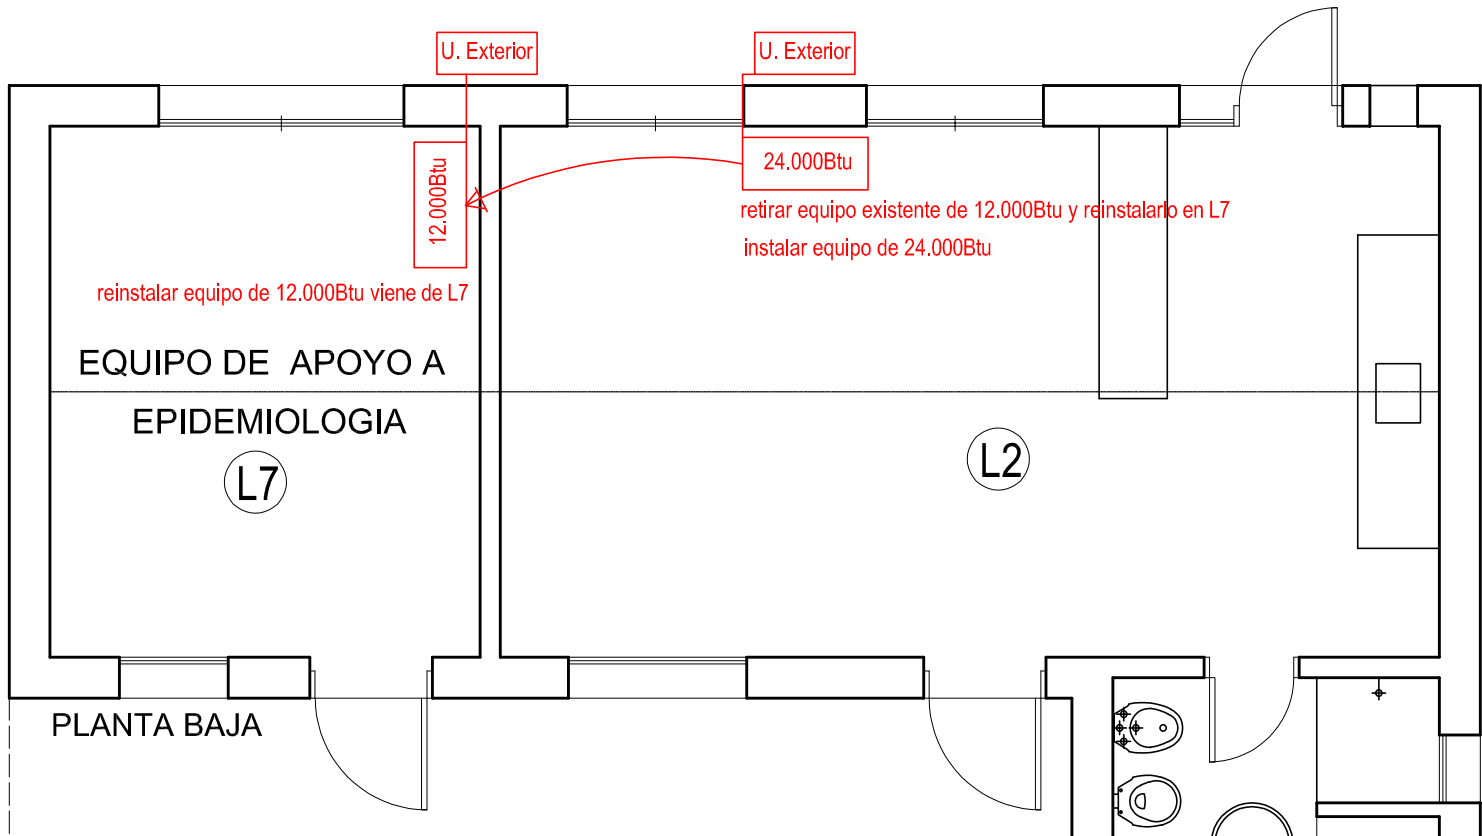 U. Exterior
U. Exterior
12.000Btu
24.000Btu
retirar equipo existente de 12.000Btu y reinstalarlo en L7
instalar equipo de 24.000Btu
reinstalar equipo de 12.000Btu viene de L7
EQUIPO DE APOYO A
EPIDEMIOLOGIA
L7
L2
PLANTA BAJA